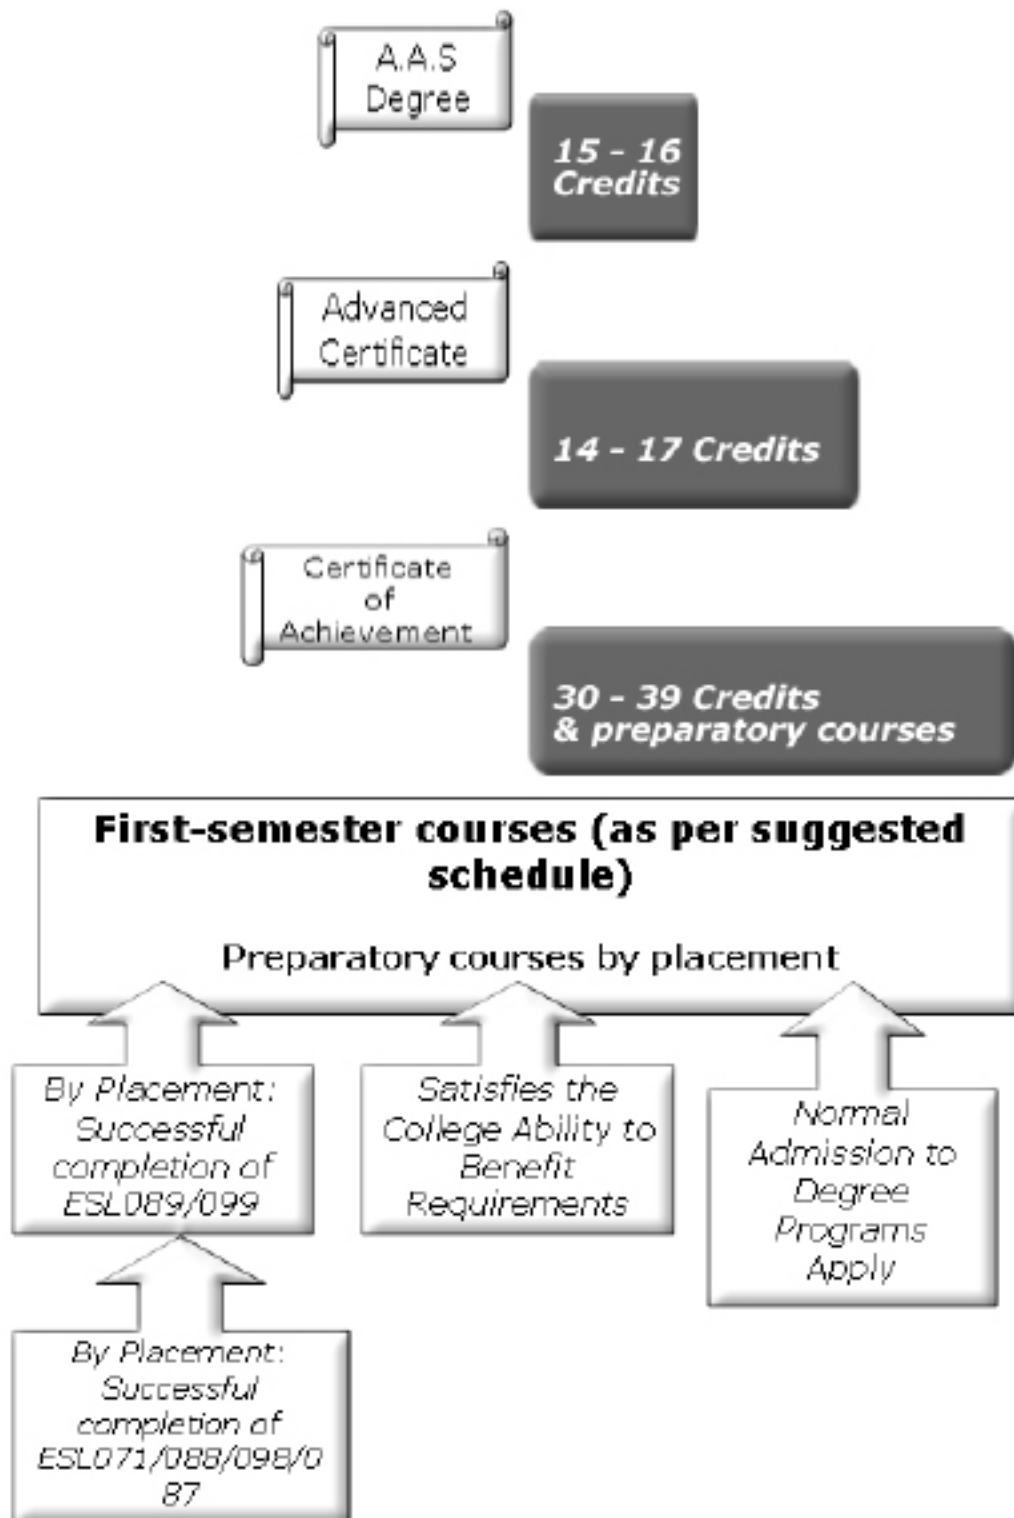 A.A.S
Degree
15 - 16
Credits
Advanced
Certificate
14 - 17 Credits
Certificate
of
Achievement
30 - 39 Credits
& preparatory courses
First-semester courses (as per suggested
schedule)
Preparatory courses by placement
By Placement:
Successful
completion of
ESL089/099
Satisfies the
College Ability to
Benefit
Requirements
Normal
Admission to
Degree
Programs
Apply
By Placement:
Successful
completion of
ESL071/088/098/0
87